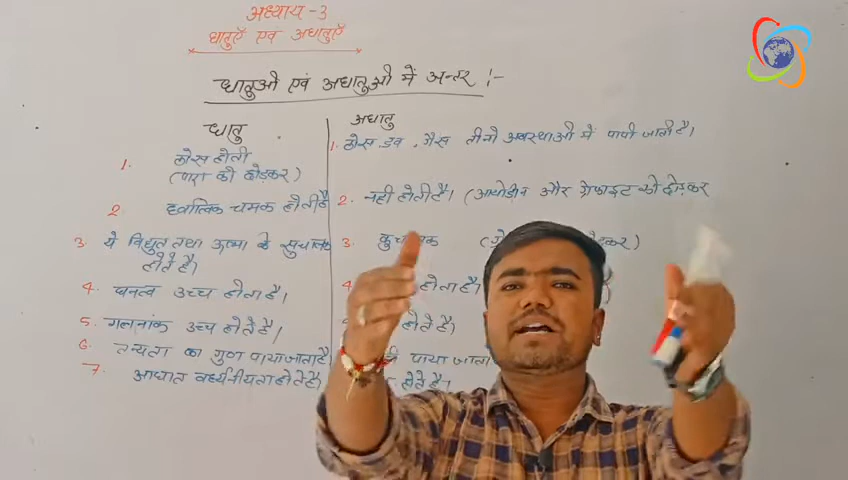 अध्याय -3
धातुएँ एवं अधातुएँ
धातुओ एवं अधातुओ में अन्तर :-
धातु
अधातु
1. ठोस होती
(पारा को छोड़कर)
1. ठोस द्रव, गैस तीनो अवस्थाओ में पायी जाती है।
2 ध्वात्विक चमक होती है
2. नही होती है। (आयोडीन और ग्रेफाइट को छोड़कर
3. ये विद्युत तथा ऊष्मा के सुचालक
होते है।
3.
4. घनत्व उच्च होता है।
4 होता है।
5. गलनांक उच्च होते है।
होते है।
6. तन्यता का गुण पाया जाता है
पाया जाता
7. आघात वर्ध्यनीयता होते है।
होते है।